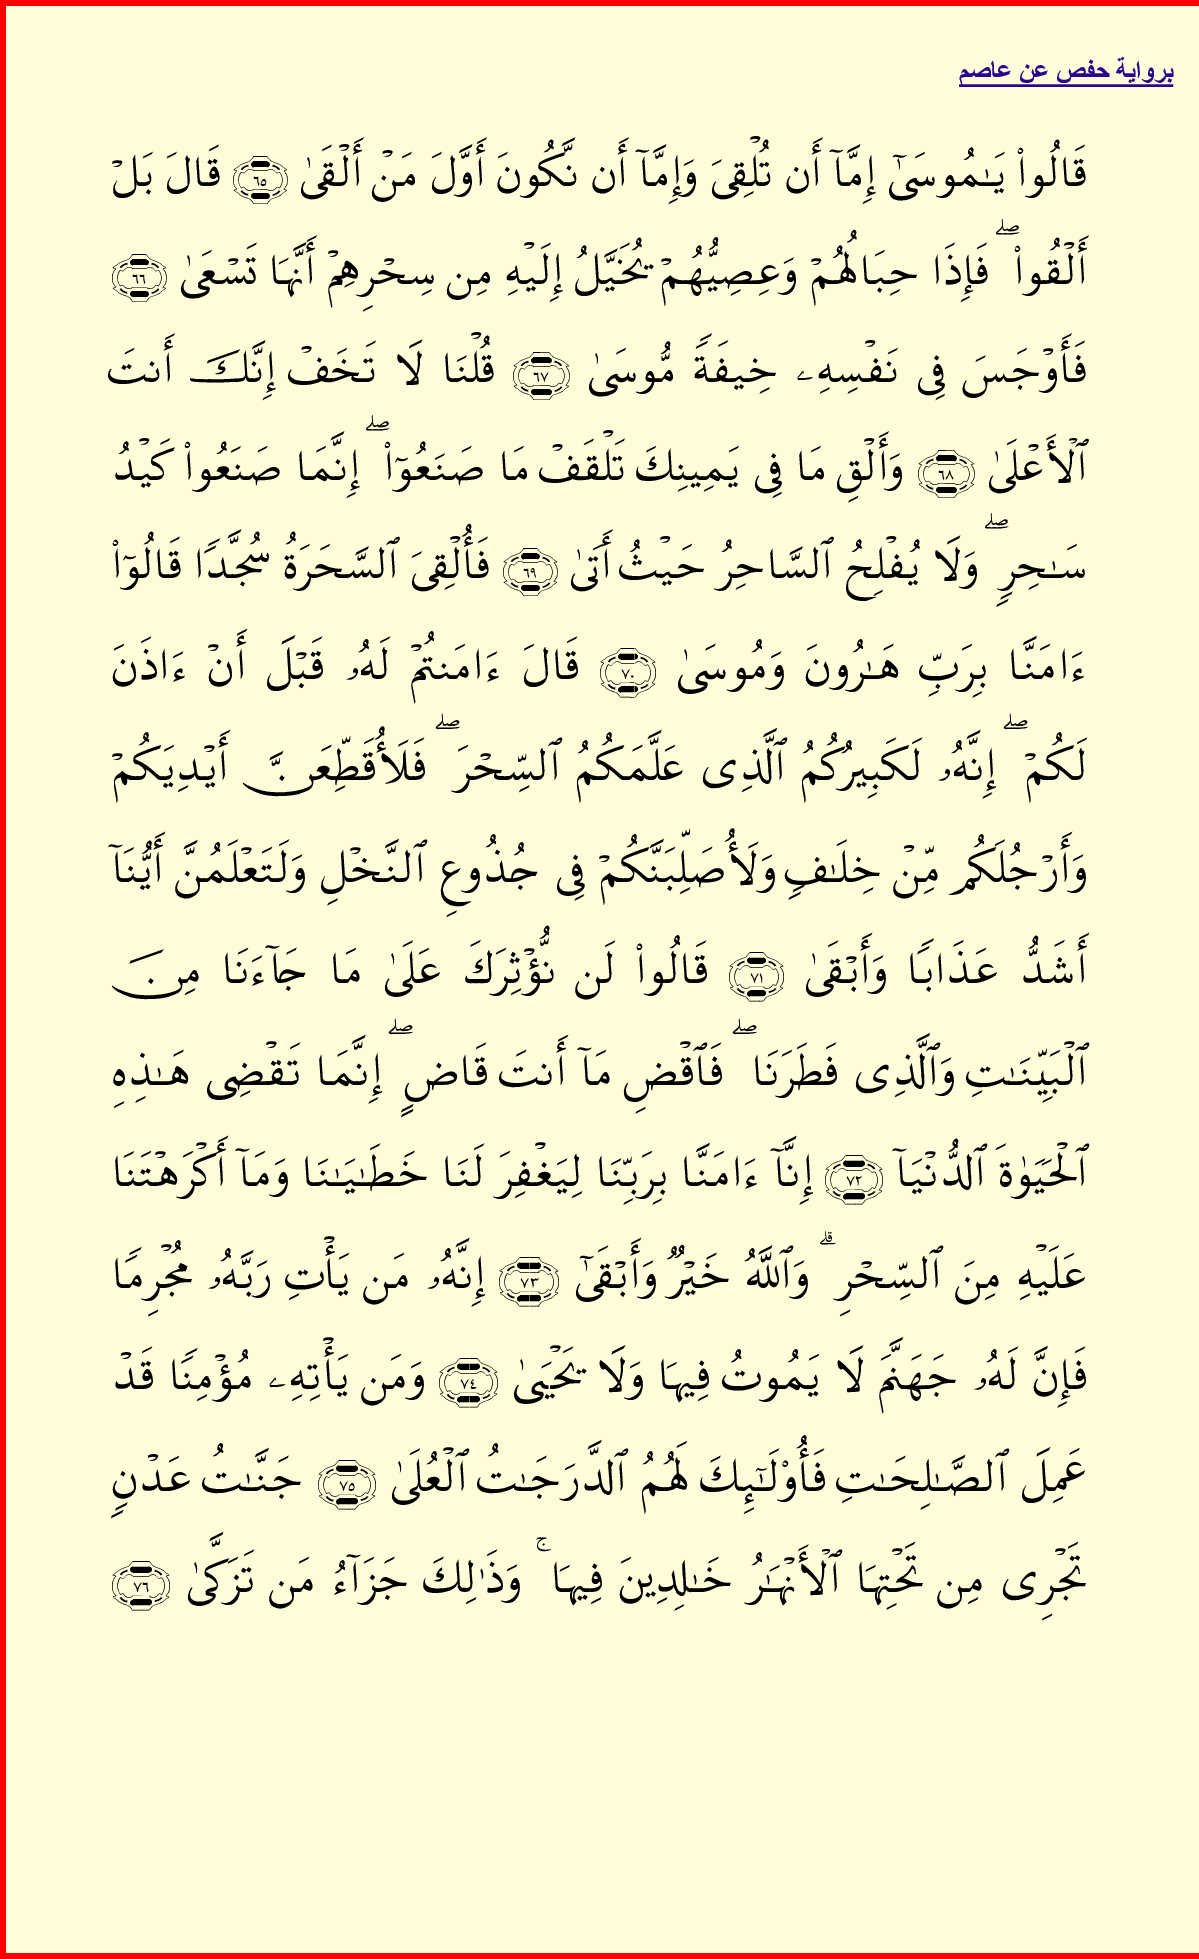 برواية حفص عن عاصم
قَالُوا۟ يَـٰمُوسَىٰٓ إِمَّآ أَن تُلْقِىَ وَإِمَّآ أَن نَّكُونَ أَوَّلَ مَنْ أَلْقَىٰ ٦٥ قَالَ بَلْ
أَلْقُوا۟ ۖ فَإِذَا حِبَالُهُمْ وَعِصِيُّهُمْ يُخَيَّلُ إِلَيْهِ مِن سِحْرِهِمْ أَنَّهَا تَسْعَىٰ ٦٦
فَأَوْجَسَ فِى نَفْسِهِۦ خِيفَةً مُّوسَىٰ ٦٧ قُلْنَا لَا تَخَفْ إِنَّكَ أَنتَ
ٱلْأَعْلَىٰ ٦٨ وَأَلْقِ مَا فِى يَمِينِكَ تَلْقَفْ مَا صَنَعُوٓا۟ ۖ إِنَّمَا صَنَعُوا۟ كَيْدُ
سَـٰحِرٍ ۖ وَلَا يُفْلِحُ ٱلسَّاحِرُ حَيْثُ أَتَىٰ ٦٩ فَأُلْقِىَ ٱلسَّحَرَةُ سُجَّدًا قَالُوٓا۟
ءَامَنَّا بِرَبِّ هَـٰرُونَ وَمُوسَىٰ ٧٠ قَالَ ءَامَنتُمْ لَهُۥ قَبْلَ أَنْ ءَاذَنَ
لَكُمْ ۖ إِنَّهُۥ لَكَبِيرُكُمُ ٱلَّذِى عَلَّمَكُمُ ٱلسِّحْرَ ۖ فَلَأُقَطِّعَنَّ أَيْدِيَكُمْ
وَأَرْجُلَكُم مِّنْ خِلَـٰفٍ وَلَأُصَلِّبَنَّكُمْ فِى جُذُوعِ ٱلنَّخْلِ وَلَتَعْلَمُنَّ أَيُّنَآ
أَشَدُّ عَذَابًا وَأَبْقَىٰ ٧١ قَالُوا۟ لَن نُّؤْثِرَكَ عَلَىٰ مَا جَآءَنَا مِنَ
ٱلْبَيِّنَـٰتِ وَٱلَّذِى فَطَرَنَا ۖ فَٱقْضِ مَآ أَنتَ قَاضٍ ۖ إِنَّمَا تَقْضِى هَـٰذِهِ
ٱلْحَيَوٰةَ ٱلدُّنْيَآ ٧٢ إِنَّآ ءَامَنَّا بِرَبِّنَا لِيَغْفِرَ لَنَا خَطَـٰيَـٰنَا وَمَآ أَكْرَهْتَنَا
عَلَيْهِ مِنَ ٱلسِّحْرِ ۗ وَٱللَّهُ خَيْرٌ وَأَبْقَىٰٓ ٧٣ إِنَّهُۥ مَن يَأْتِ رَبَّهُۥ مُجْرِمًا
فَإِنَّ لَهُۥ جَهَنَّمَ لَا يَمُوتُ فِيهَا وَلَا يَحْيَىٰ ٧٤ وَمَن يَأْتِهِۦ مُؤْمِنًا قَدْ
عَمِلَ ٱلصَّـٰلِحَـٰتِ فَأُو۟لَـٰٓئِكَ لَهُمُ ٱلدَّرَجَـٰتُ ٱلْعُلَىٰ ٧٥ جَنَّـٰتُ عَدْنٍ
تَجْرِى مِن تَحْتِهَا ٱلْأَنْهَـٰرُ خَـٰلِدِينَ فِيهَا ۚ وَذَٰلِكَ جَزَآءُ مَن تَزَكَّىٰ ٧٦